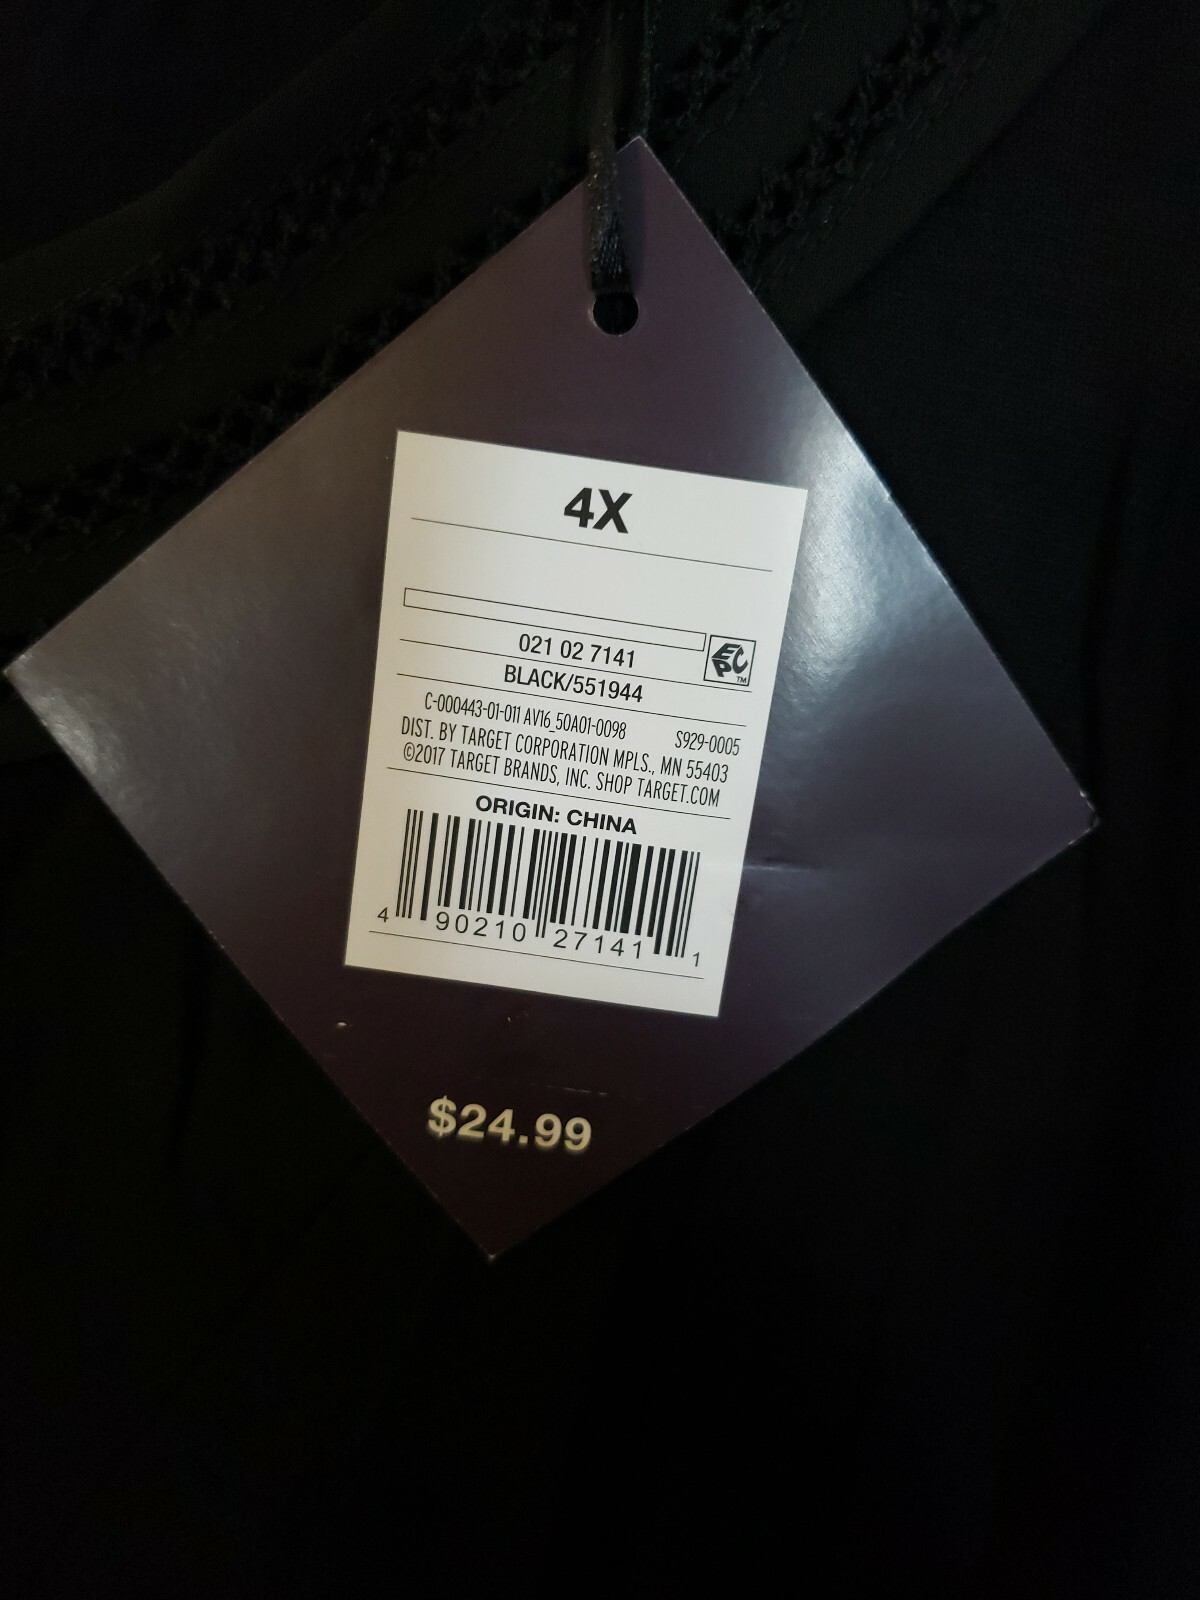 4X
021 02 7141
EPC™
BLACK/551944
C-000443-01-011 AV16_50A01-0098 S929-0005
DIST. BY TARGET CORPORATION MPLS., MN 55403
©2017 TARGET BRANDS, INC. SHOP TARGET.COM
ORIGIN: CHINA
4 90210 27141 1
$24.99